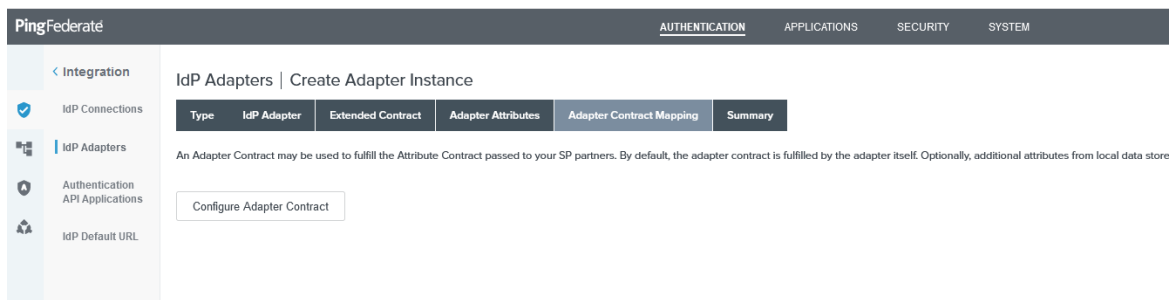 PingFederate
AUTHENTICATION APPLICATIONS SECURITY SYSTEM
< Integration
IdP Connections
IdP Adapters
Authentication
API Applications
IdP Default URL
IdP Adapters | Create Adapter Instance
Type IdP Adapter Extended Contract Adapter Attributes Adapter Contract Mapping Summary
An Adapter Contract may be used to fulfill the Attribute Contract passed to your SP partners. By default, the adapter contract is fulfilled by the adapter itself. Optionally, additional attributes from local data store
Configure Adapter Contract